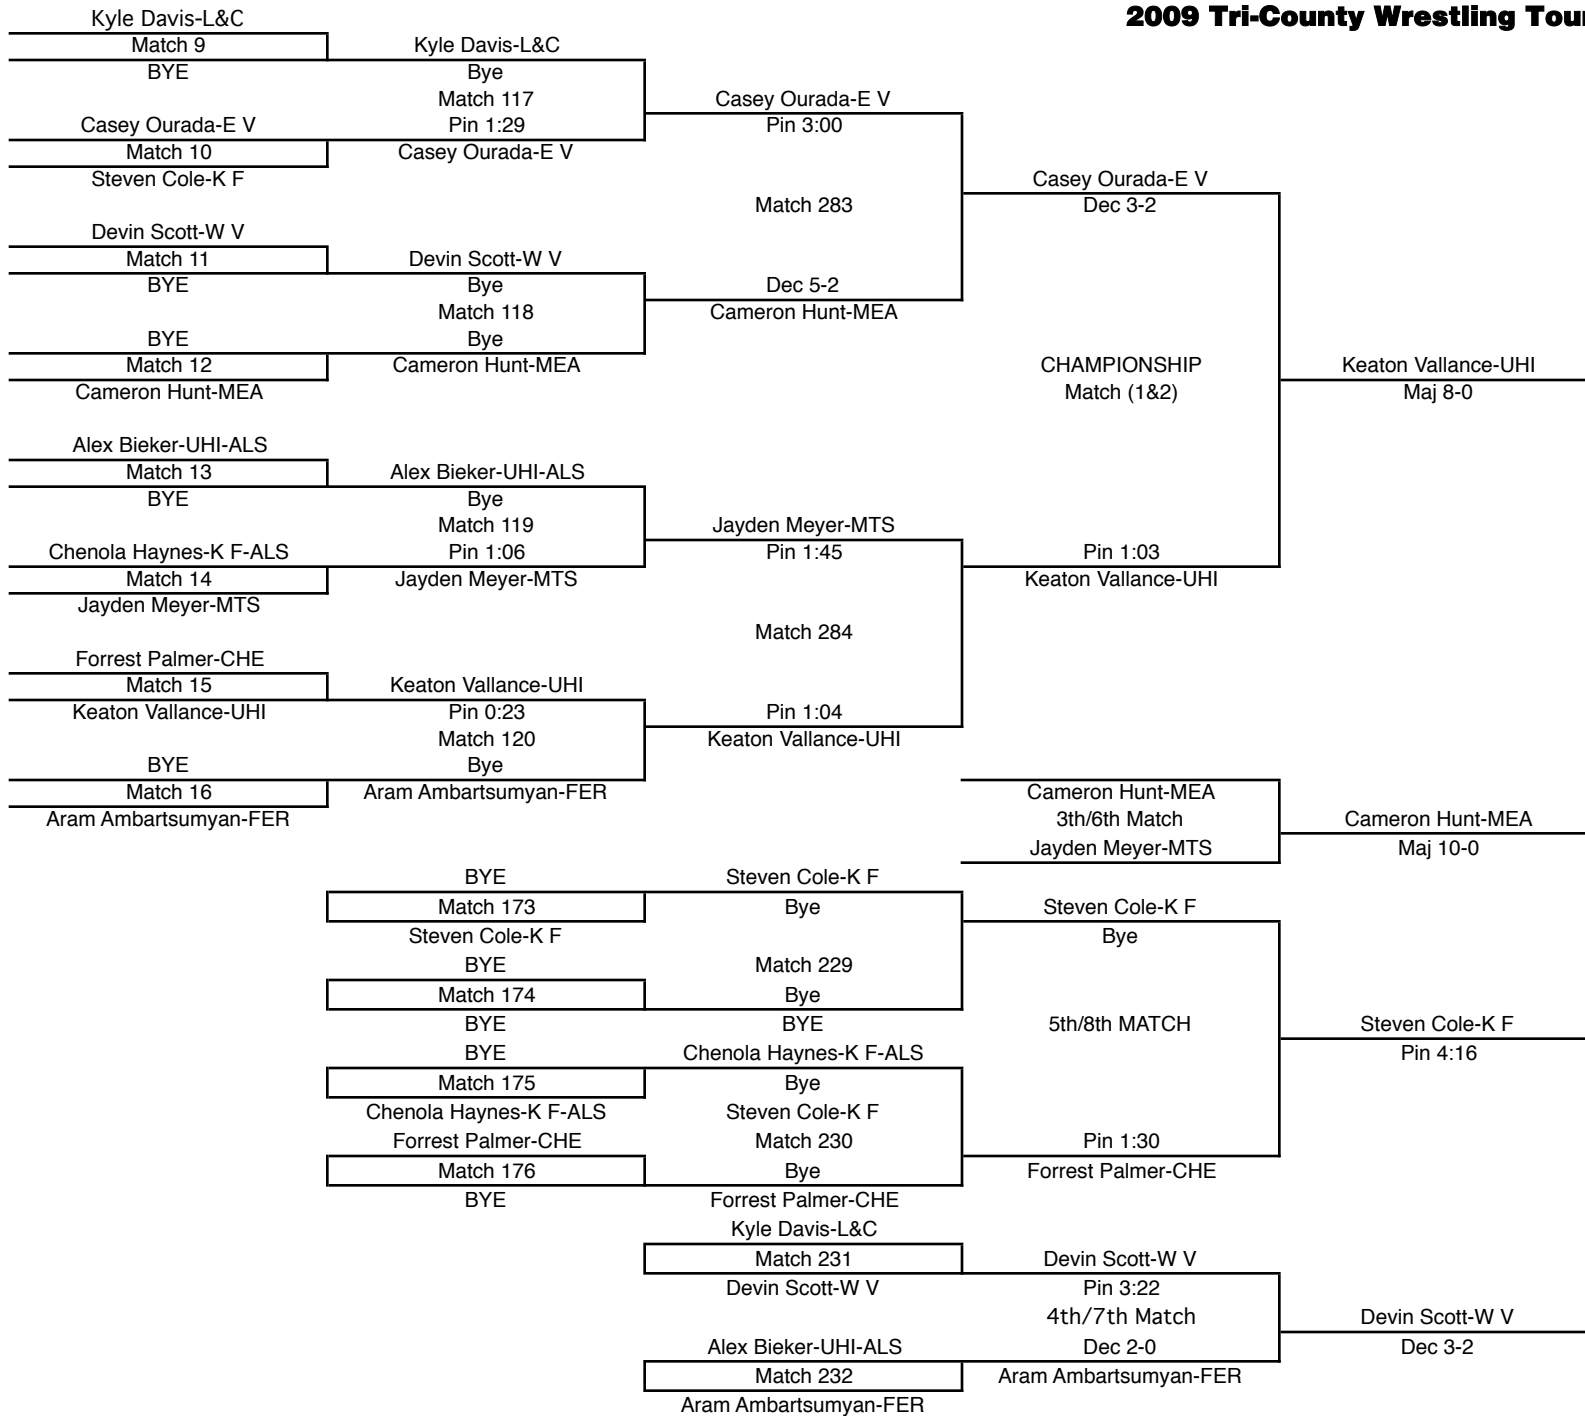 2009 Tri-County Wrestling Tour
Kyle Davis-L&C
Match 9
BYE
Casey Ourada-E V
Match 10
Steven Cole-K F
Devin Scott-W V
Match 11
BYE
BYE
Match 12
Cameron Hunt-MEA
Alex Bieker-UHI-ALS
Match 13
BYE
Chenola Haynes-K F-ALS
Match 14
Jayden Meyer-MTS
Forrest Palmer-CHE
Match 15
Keaton Vallance-UHI
BYE
Match 16
Aram Ambartsumyan-FER
Kyle Davis-L&C
Bye
Match 117
Pin 1:29
Casey Ourada-E V
Devin Scott-W V
Bye
Match 118
Bye
Cameron Hunt-MEA
Alex Bieker-UHI-ALS
Bye
Match 119
Pin 1:06
Jayden Meyer-MTS
Keaton Vallance-UHI
Pin 0:23
Match 120
Bye
Aram Ambartsumyan-FER
Casey Ourada-E V
Pin 3:00
Match 283
Dec 5-2
Cameron Hunt-MEA
Jayden Meyer-MTS
Pin 1:45
Match 284
Pin 1:04
Keaton Vallance-UHI
Casey Ourada-E V
Dec 3-2
CHAMPIONSHIP
Match (1&2)
Pin 1:03
Keaton Vallance-UHI
Keaton Vallance-UHI
Maj 8-0
Cameron Hunt-MEA
3th/6th Match
Jayden Meyer-MTS
Cameron Hunt-MEA
Maj 10-0
BYE
Match 173
Steven Cole-K F
BYE
Match 174
BYE
BYE
Match 175
Chenola Haynes-K F-ALS
Forrest Palmer-CHE
Match 176
BYE
Steven Cole-K F
Bye
Match 229
Bye
BYE
Chenola Haynes-K F-ALS
Bye
Steven Cole-K F
Match 230
Bye
Forrest Palmer-CHE
Steven Cole-K F
Bye
5th/8th MATCH
Pin 1:30
Forrest Palmer-CHE
Steven Cole-K F
Pin 4:16
Kyle Davis-L&C
Match 231
Devin Scott-W V
Alex Bieker-UHI-ALS
Match 232
Aram Ambartsumyan-FER
Devin Scott-W V
Pin 3:22
4th/7th Match
Dec 2-0
Aram Ambartsumyan-FER
Devin Scott-W V
Dec 3-2